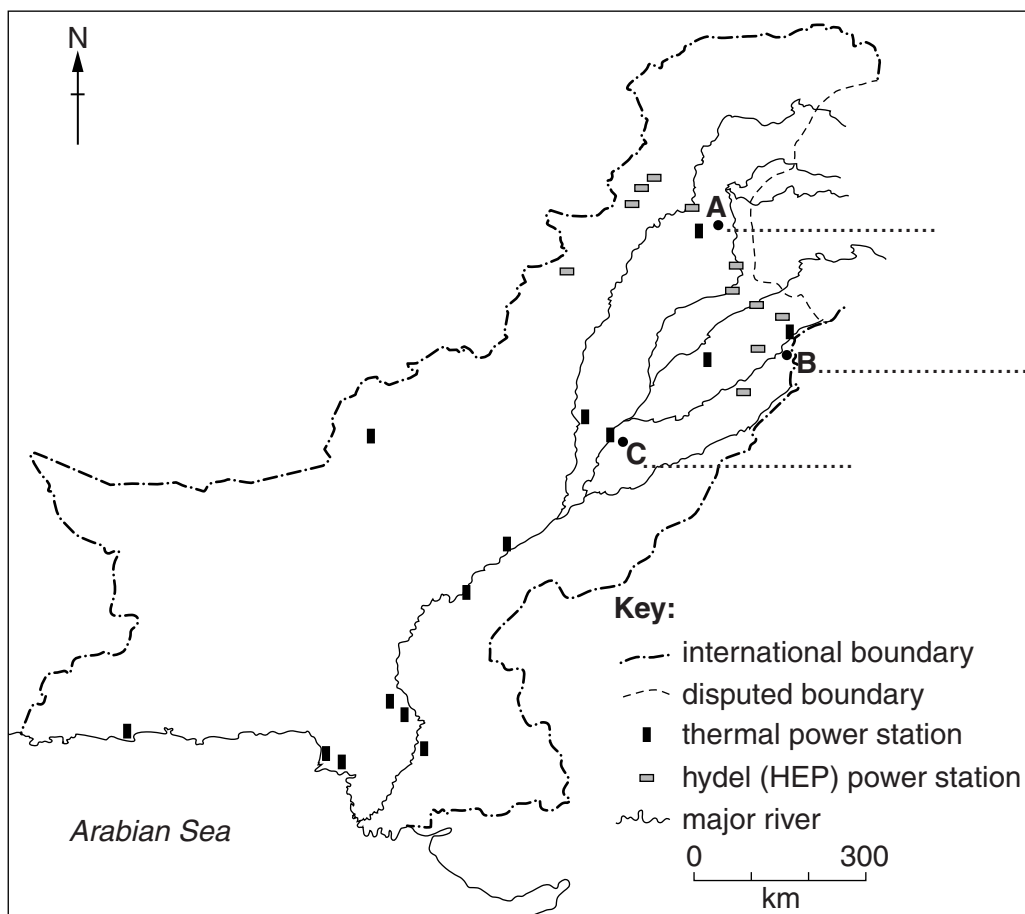 N
A
B
C
Key:
international boundary
disputed boundary
thermal power station
hydel (HEP) power station
major river
Arabian Sea
0 300
km